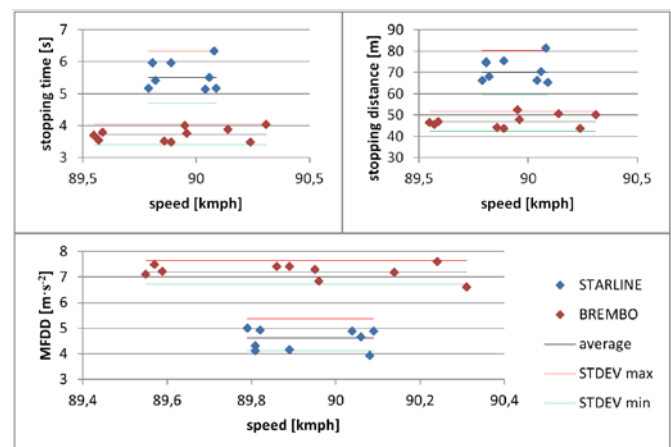 stopping time [s]
7
6
5
4
3
89,5
90
90,5
speed [kmph]
stopping distance [m]
90
80
70
60
50
40
30
89,5
90
90,5
speed [kmph]
MFDD [m·s⁻²]
8
7
6
5
4
3
89,4
89,6
89,8
90
90,2
90,4
speed [kmph]
STARLINE
BREMBO
average
STDEV max
STDEV min